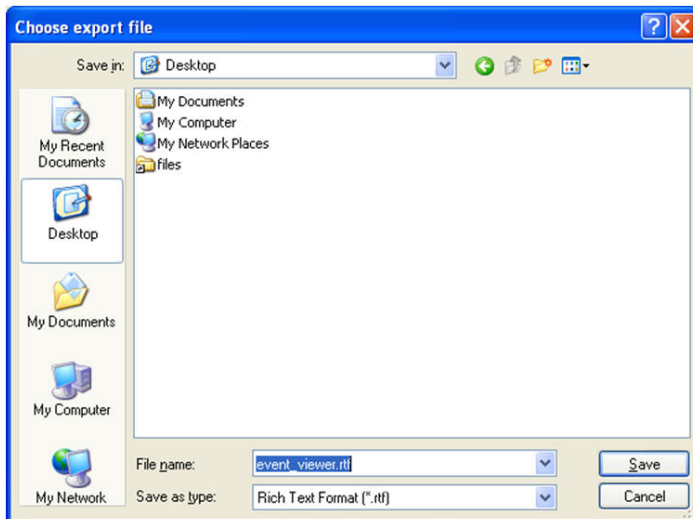 Choose export file
Save in:
Desktop
My Recent
Documents
Desktop
My Documents
My Computer
My Network
My Documents
My Computer
My Network Places
files
File name:
event_viewer.rtf
Save
Save as type:
Rich Text Format (*.rtf)
Cancel